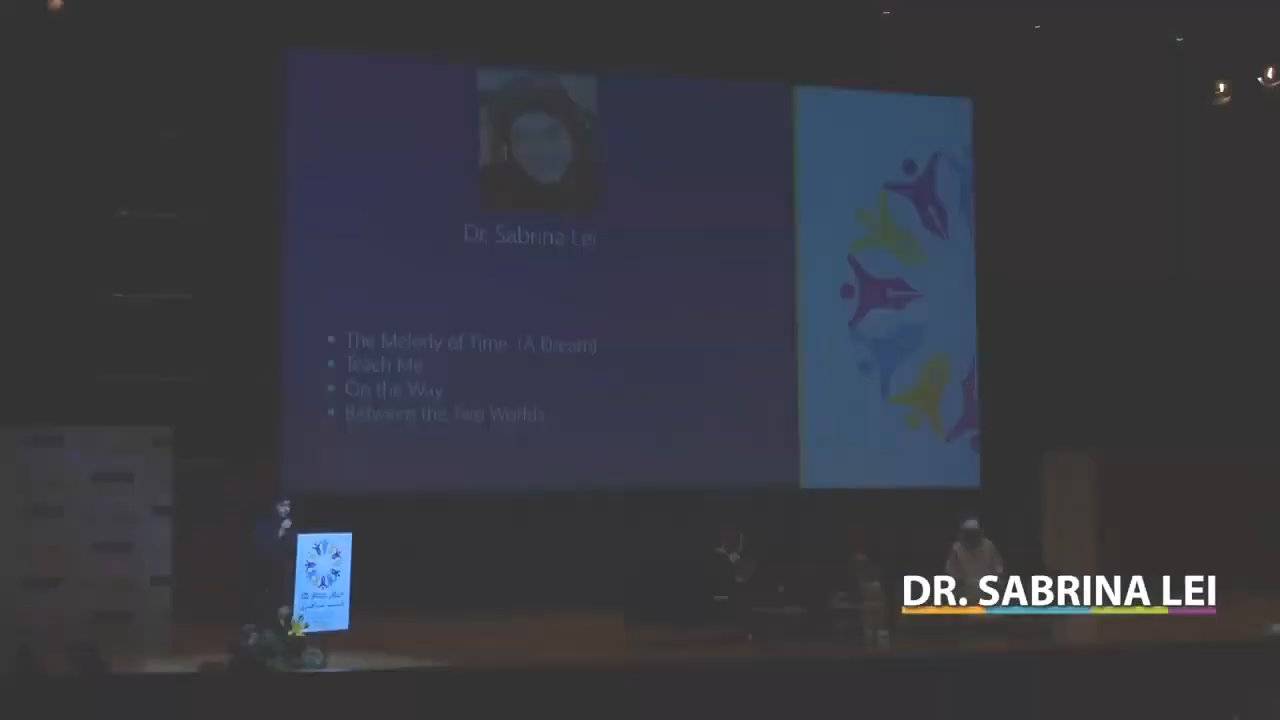 Dr. Sabrina Lei
• The Melody of Time (A Dream)
• Teach Me
• On the Way
• Between the Two Worlds
DR. SABRINA LEI